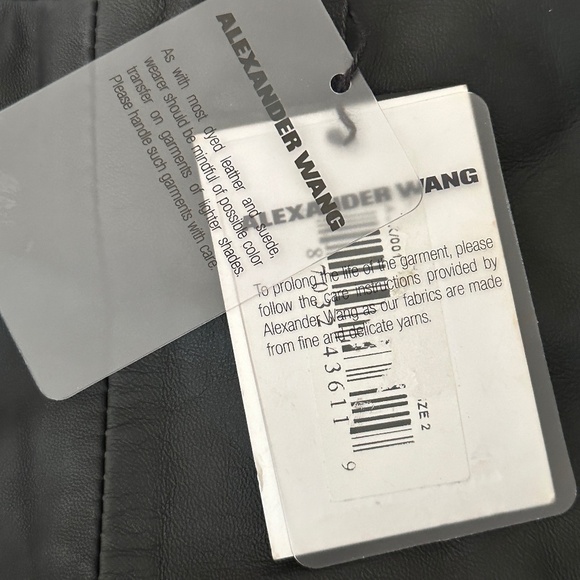 ALEXANDER WANG
As with most dyed leather and suede,
wearer should be mindful of possible color
transfer on garments of lighter shades.
Please handle such garments with care.
ALEXANDER WANG
To prolong the life of the garment, please
follow the care instructions provided by
Alexander Wang as our fabrics are made
from fine and delicate yarns.
43611 9
SIZE 2